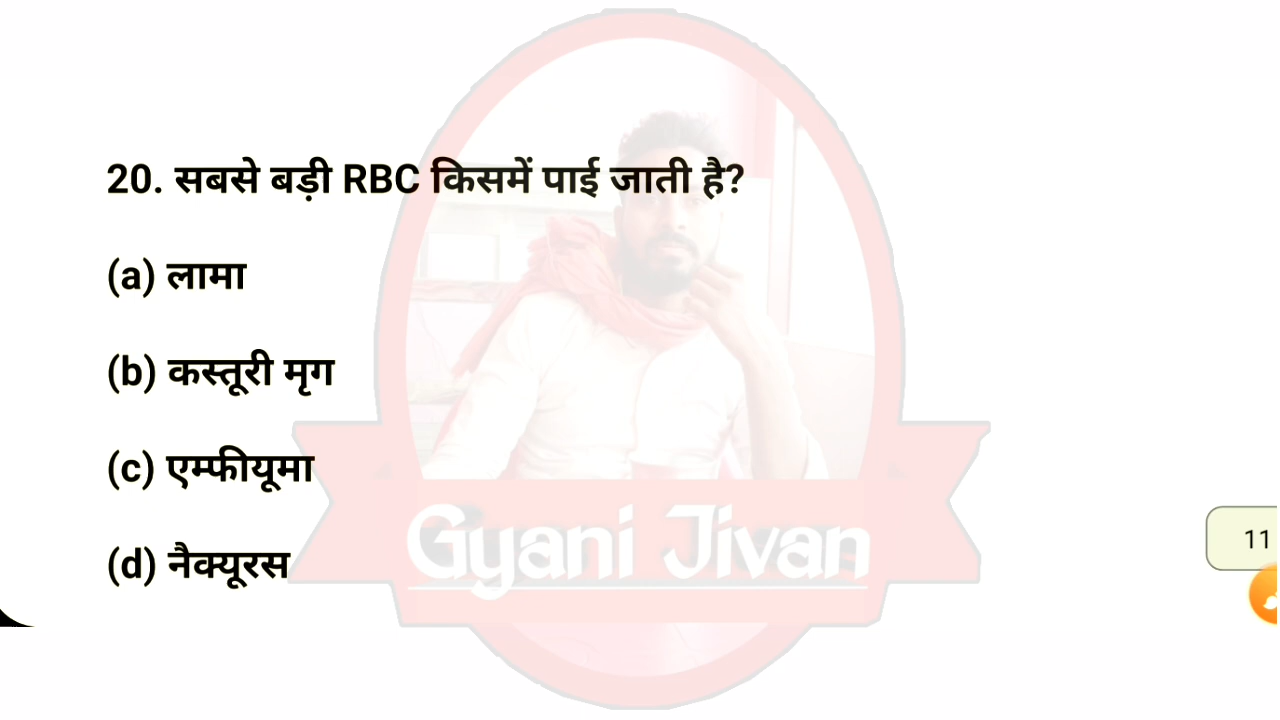 20. सबसे बड़ी RBC किसमें पाई जाती है?
(a) लामा
(b) कस्तूरी मृग
(c) एम्फीयूमा
(d) नैक्यूरस
Gyani Jivan
11